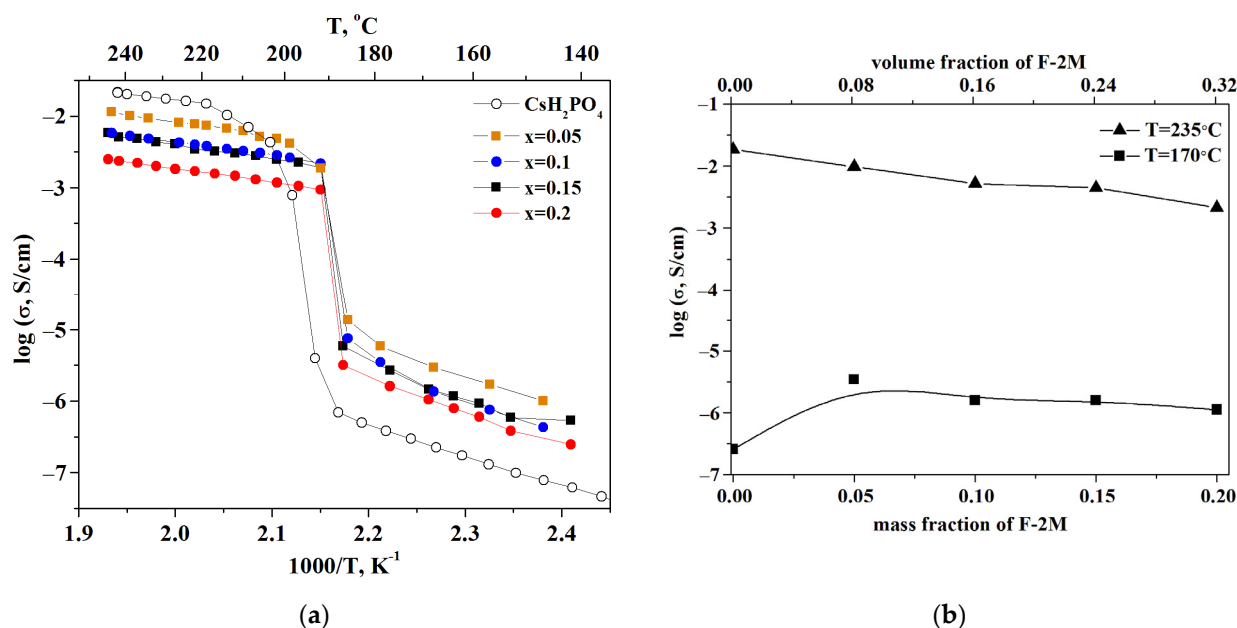 T, °C
240 220 200 180 160 140
CsH₂PO₄
x=0.05
x=0.1
x=0.15
x=0.2
log (σ, S/cm)
–2
–3
–4
–5
–6
–7
1.9 2.0 2.1 2.2 2.3 2.4
1000/T, K⁻¹
(a)
volume fraction of F-2M
0.00 0.08 0.16 0.24 0.32
T=235°C
T=170°C
log (σ, S/cm)
–1
–2
–3
–4
–5
–6
–7
0.00 0.05 0.10 0.15 0.20
mass fraction of F-2M
(b)